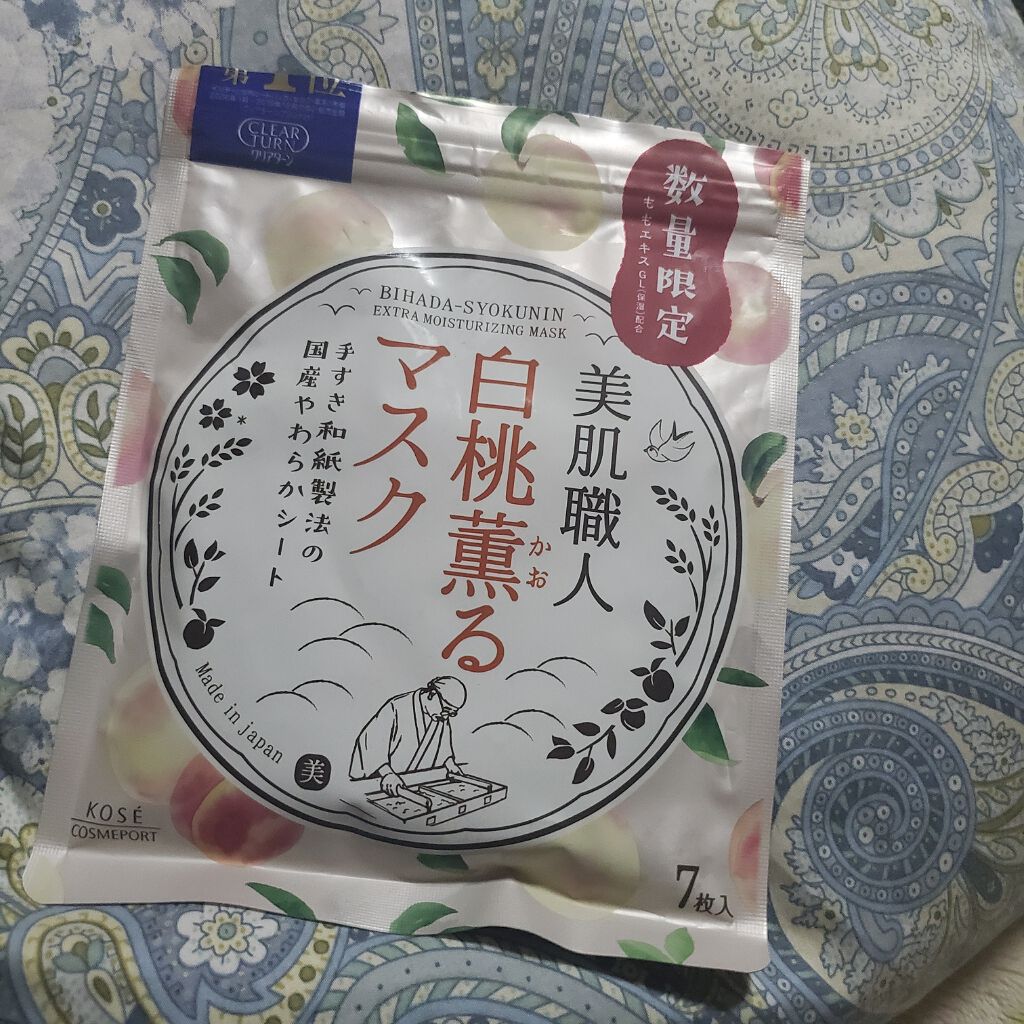 第1位
CLEAR
TURN
クリアターン
数量限定
ももエキスGL(保湿)配合
BIHADA-SYOKUNIN
EXTRA MOISTURIZING MASK
美肌職人
白桃薫る
かお
マスク
手すき和紙製法の
国産やわらかシート
Made in japan
美
KOSÉ
COSMEPORT
7枚入